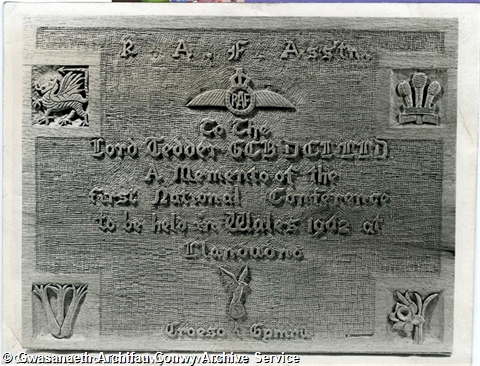 R. A. F. Ass'tn.
RAF
To The
Lord Tedder GCB DCL LLD
A Memento of the
first National Conference
to be held in Wales at
Llandudno
Croeso i Gymru
© Gwasanaeth Archifau Conwy Archive Service